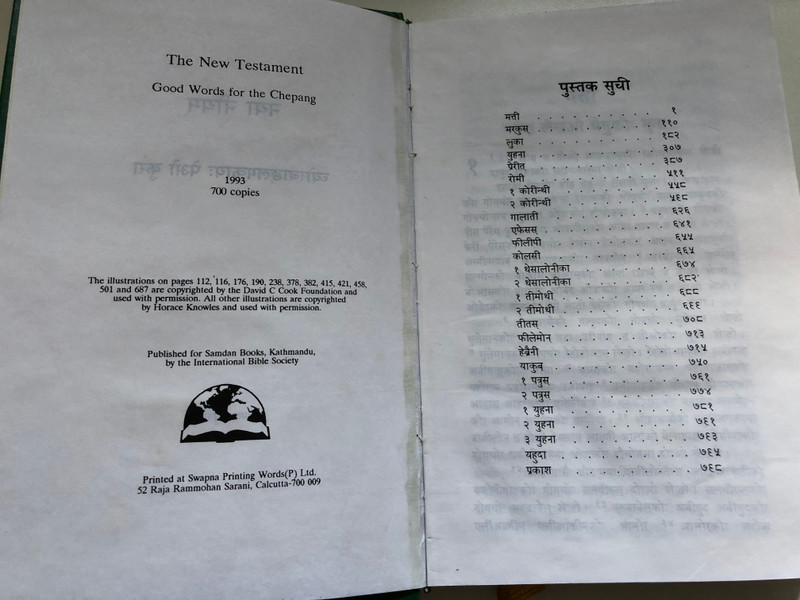 The New Testament
Good Words for the Chepang
1993
700 copies
The illustrations on pages 112, 116, 176, 190, 238, 378, 382, 415, 421, 458,
501 and 687 are copyrighted by the David C Cook Foundation and
used with permission. All other illustrations are copyrighted
by Horace Knowles and used with permission.
Published for Samdan Books, Kathmandu,
by the International Bible Society
Printed at Swapna Printing Words(P) Ltd.
52 Raja Rammohan Sarani, Calcutta-700 009
पुस्तक सुची
मत्ती . . . . . . . . . . १
मरकुस् . . . . . . . . . . ११०
लुका . . . . . . . . . . १८२
युहना . . . . . . . . . . ३०७
प्रेरीत . . . . . . . . . . ३८७
रोमी . . . . . . . . . . ५११
१ कोरीन्थी . . . . . . . . ५५८
२ कोरीन्थी . . . . . . . . ५९८
गालाती . . . . . . . . . . ६२६
एफेसस् . . . . . . . . . . ६४१
फीलीपी . . . . . . . . . . ६५५
कोलसी . . . . . . . . . . ६६५
१ थेसालोनीका . . . . . . . ६७४
२ थेसालोनीका . . . . . . . ६८२
१ तीमोथी . . . . . . . . . ६८८
२ तीमोथी . . . . . . . . . ६९९
तीतस् . . . . . . . . . . ७०८
फीलेमोन् . . . . . . . . . ७१३
हेब्रैनी . . . . . . . . . . ७१५
याकुब् . . . . . . . . . . ७५०
१ पत्रुस् . . . . . . . . . ७६१
२ पत्रुस् . . . . . . . . . ७७४
१ युहना . . . . . . . . . ७८१
२ युहना . . . . . . . . . ७९१
३ युहना . . . . . . . . . ७९३
यहुदा . . . . . . . . . . ७९५
प्रकाश . . . . . . . . . . ७९८